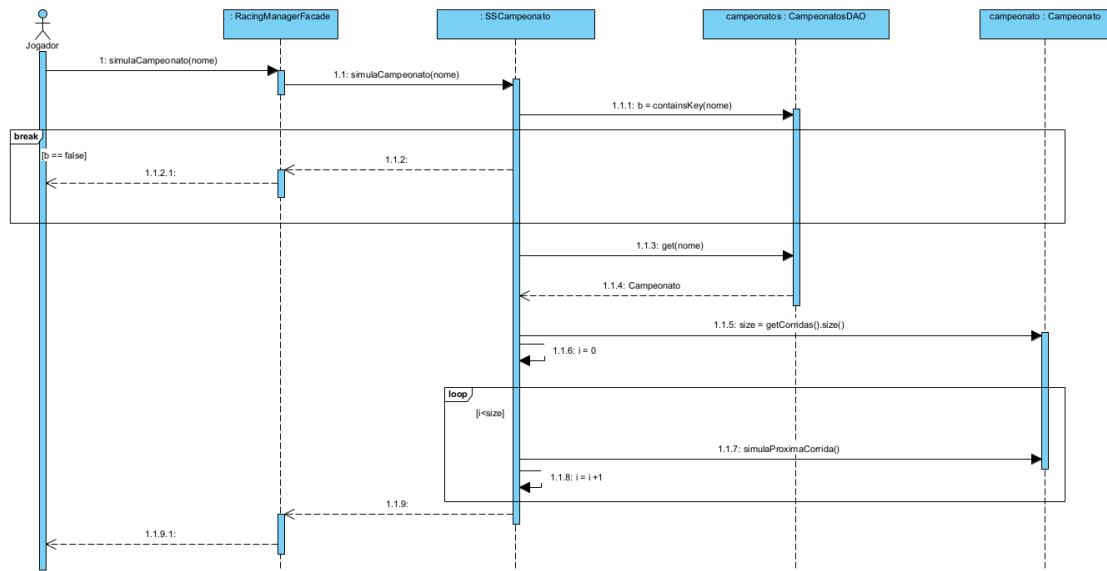 : RacingManagerFacade
: SSCampeonato
campeonatos : CampeonatosDAO
campeonato : Campeonato
Jogador
1: simulaCampeonato(nome)
1.1: simulaCampeonato(nome)
1.1.1: b = containsKey(nome)
break
[b == false]
1.1.2:
1.1.2.1:
1.1.3: get(nome)
1.1.4: Campeonato
1.1.5: size = getCorridas().size()
1.1.6: i = 0
loop
[i<size]
1.1.7: simulaProximaCorrida()
1.1.8: i = i +1
1.1.9:
1.1.9.1: